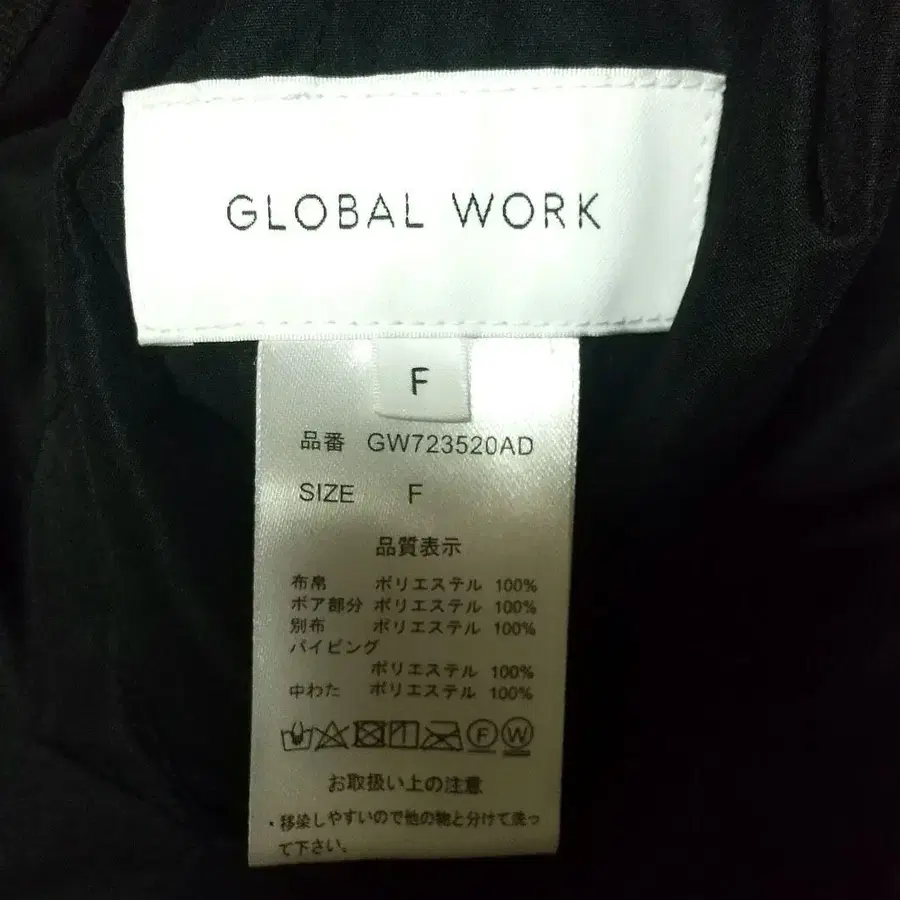 GLOBAL WORK
F
品番 GW723520AD
SIZE F
品質表示
布帛 ポリエステル 100%
ボア部分 ポリエステル 100%
別布 ポリエステル 100%
パイピング
ポリエステル 100%
中わた ポリエステル 100%
F W
お取扱い上の注意
・移染しやすいので他の物と分けて洗っ
て下さい。